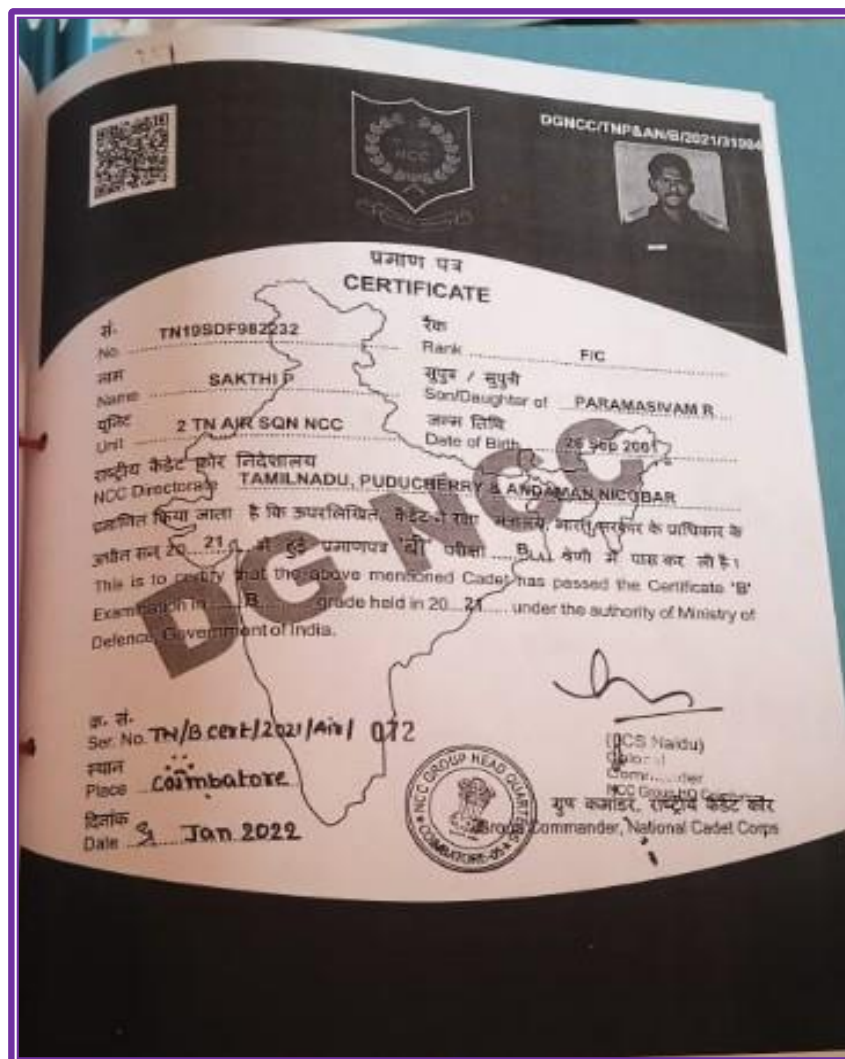 DGNCC/TNP&AN/B/2021/31984
NCC
प्रमाण पत्र
CERTIFICATE
सं. रैंक
No. TN19SDF982232 Rank F/C
नाम सुपुत्र / सुपुत्री
Name SAKTHI P Son/Daughter of PARAMASIVAM R
युनिट जन्म तिथि
Unit 2 TN AIR SQN NCC Date of Birth 26 Sep 2001
राष्ट्रीय कैडेट कोर निदेशालय
NCC Directorate TAMILNADU, PUDUCHERRY & ANDAMAN NICOBAR
प्रमाणित किया जाता है कि ऊपरलिखित कैडेट ने रक्षा मंत्रालय, भारत सरकार के प्राधिकार के
अधीन सन् 20 21 में हुई प्रमाणपत्र 'बी' परीक्षा B श्रेणी में पास कर ली है।
This is to certify that the above mentioned Cadet has passed the Certificate 'B'
Examination in B grade held in 20 21 under the authority of Ministry of
Defence, Government of India.
DG NCC
क्र. सं.
Ser. No. TN/B cert/2021/Air/ 072
स्थान
Place Coimbatore
दिनांक
Date Jan 2022
NCC GROUP HEAD QUARTERS
COIMBATORE
(LCS Naidu)
Colonel
Commander
NCC Group HQ
ग्रुप कमांडर, राष्ट्रीय कैडेट कोर
Group Commander, National Cadet Corps